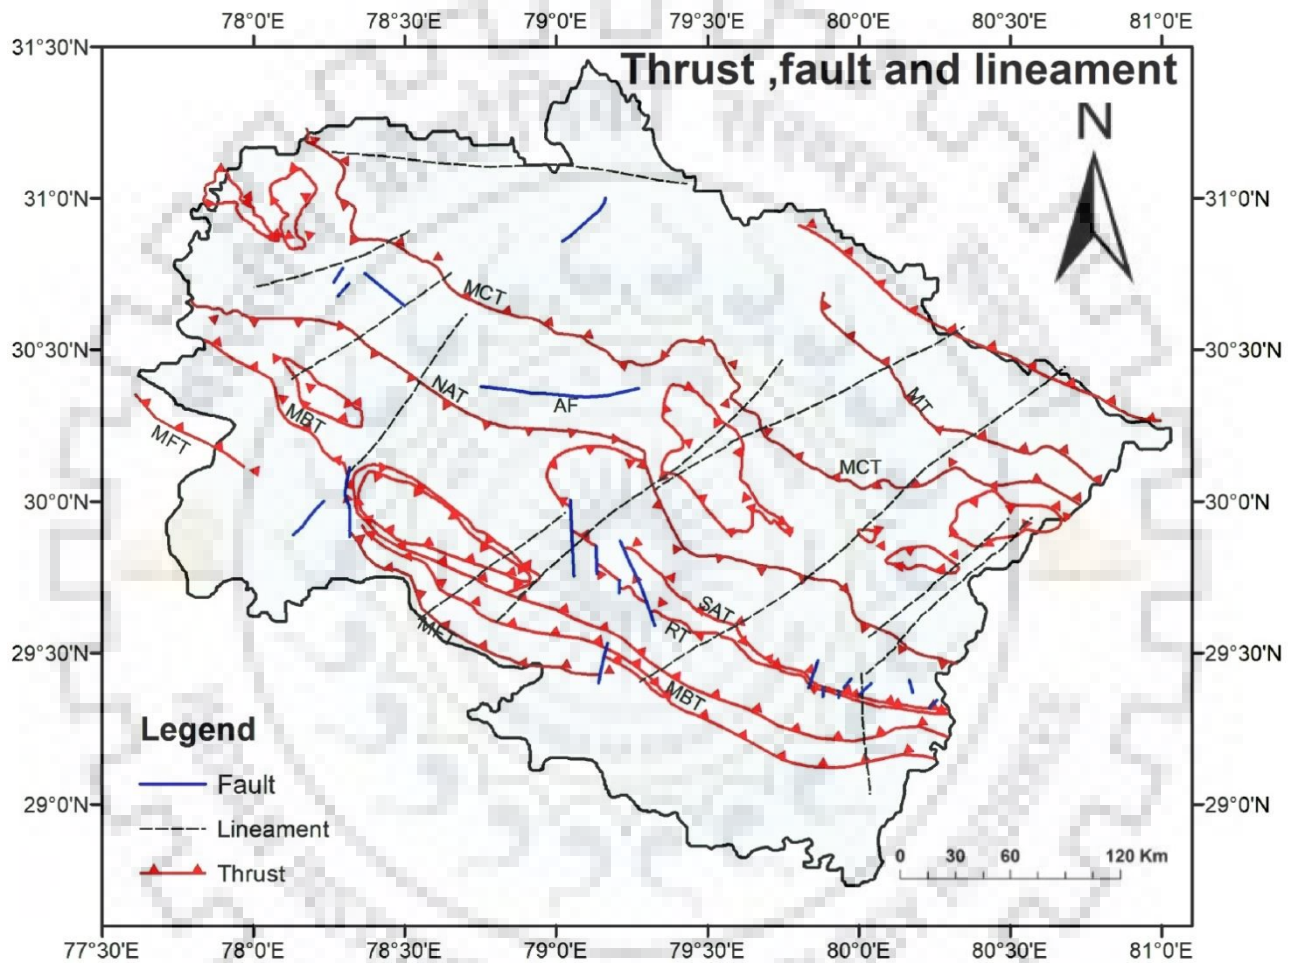 78°0'E 78°30'E 79°0'E 79°30'E 80°0'E 80°30'E 81°0'E
31°30'N
Thrust ,fault and lineament
N
31°0'N 31°0'N
MCT
30°30'N 30°30'N
NAT
AF
MT
MBT
MFT
MCT
30°0'N 30°0'N
SAT
RT
MFT
29°30'N 29°30'N
MBT
Legend
Fault
29°0'N 29°0'N
Lineament
0 30 60 120 Km
Thrust
77°30'E 78°0'E 78°30'E 79°0'E 79°30'E 80°0'E 80°30'E 81°0'E